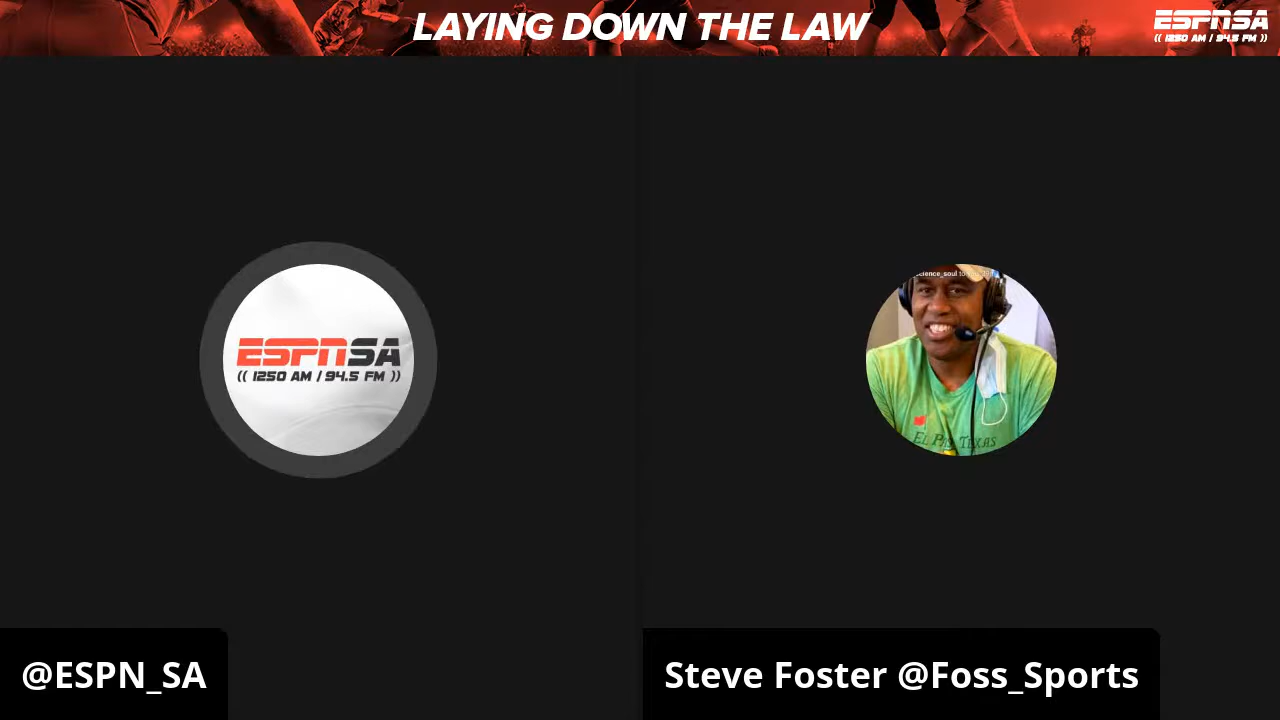 LAYING DOWN THE LAW
ESPNSA
(( 1250 AM / 94.5 FM ))
ESPNSA
(( 1250 AM / 94.5 FM ))
EL PASO TEXAS
@ESPN_SA
Steve Foster @Foss_Sports